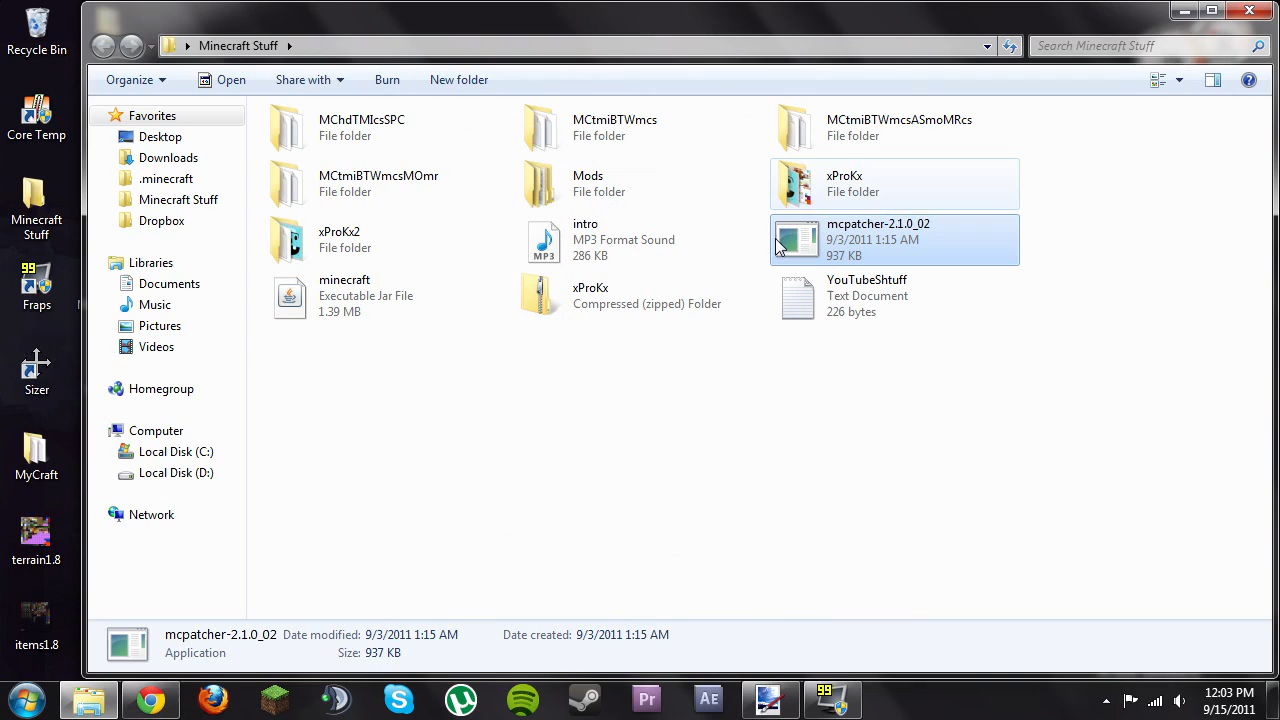 Recycle Bin
Core Temp
Minecraft Stuff
Fraps
Sizer
MyCraft
terrain1.8
items1.8
Minecraft Stuff
Search Minecraft Stuff
Organize Open Share with Burn New folder
Favorites
Desktop
Downloads
.minecraft
Minecraft Stuff
Dropbox
Libraries
Documents
Music
Pictures
Videos
Homegroup
Computer
Local Disk (C:)
Local Disk (D:)
Network
MChdTMIcsSPC
File folder
MCtmiBTWmcs
File folder
MCtmiBTWmcsASmoMRcs
File folder
MCtmiBTWmcsMOmr
File folder
Mods
File folder
xProKx
File folder
xProKx2
File folder
intro
MP3 Format Sound
286 KB
MP3
mcpatcher-2.1.0_02
9/3/2011 1:15 AM
937 KB
minecraft
Executable Jar File
1.39 MB
xProKx
Compressed (zipped) Folder
YouTubeShtuff
Text Document
226 bytes
mcpatcher-2.1.0_02 Date modified: 9/3/2011 1:15 AM Date created: 9/3/2011 1:15 AM
Application Size: 937 KB
99
Pr
AE
99
12:03 PM
9/15/2011